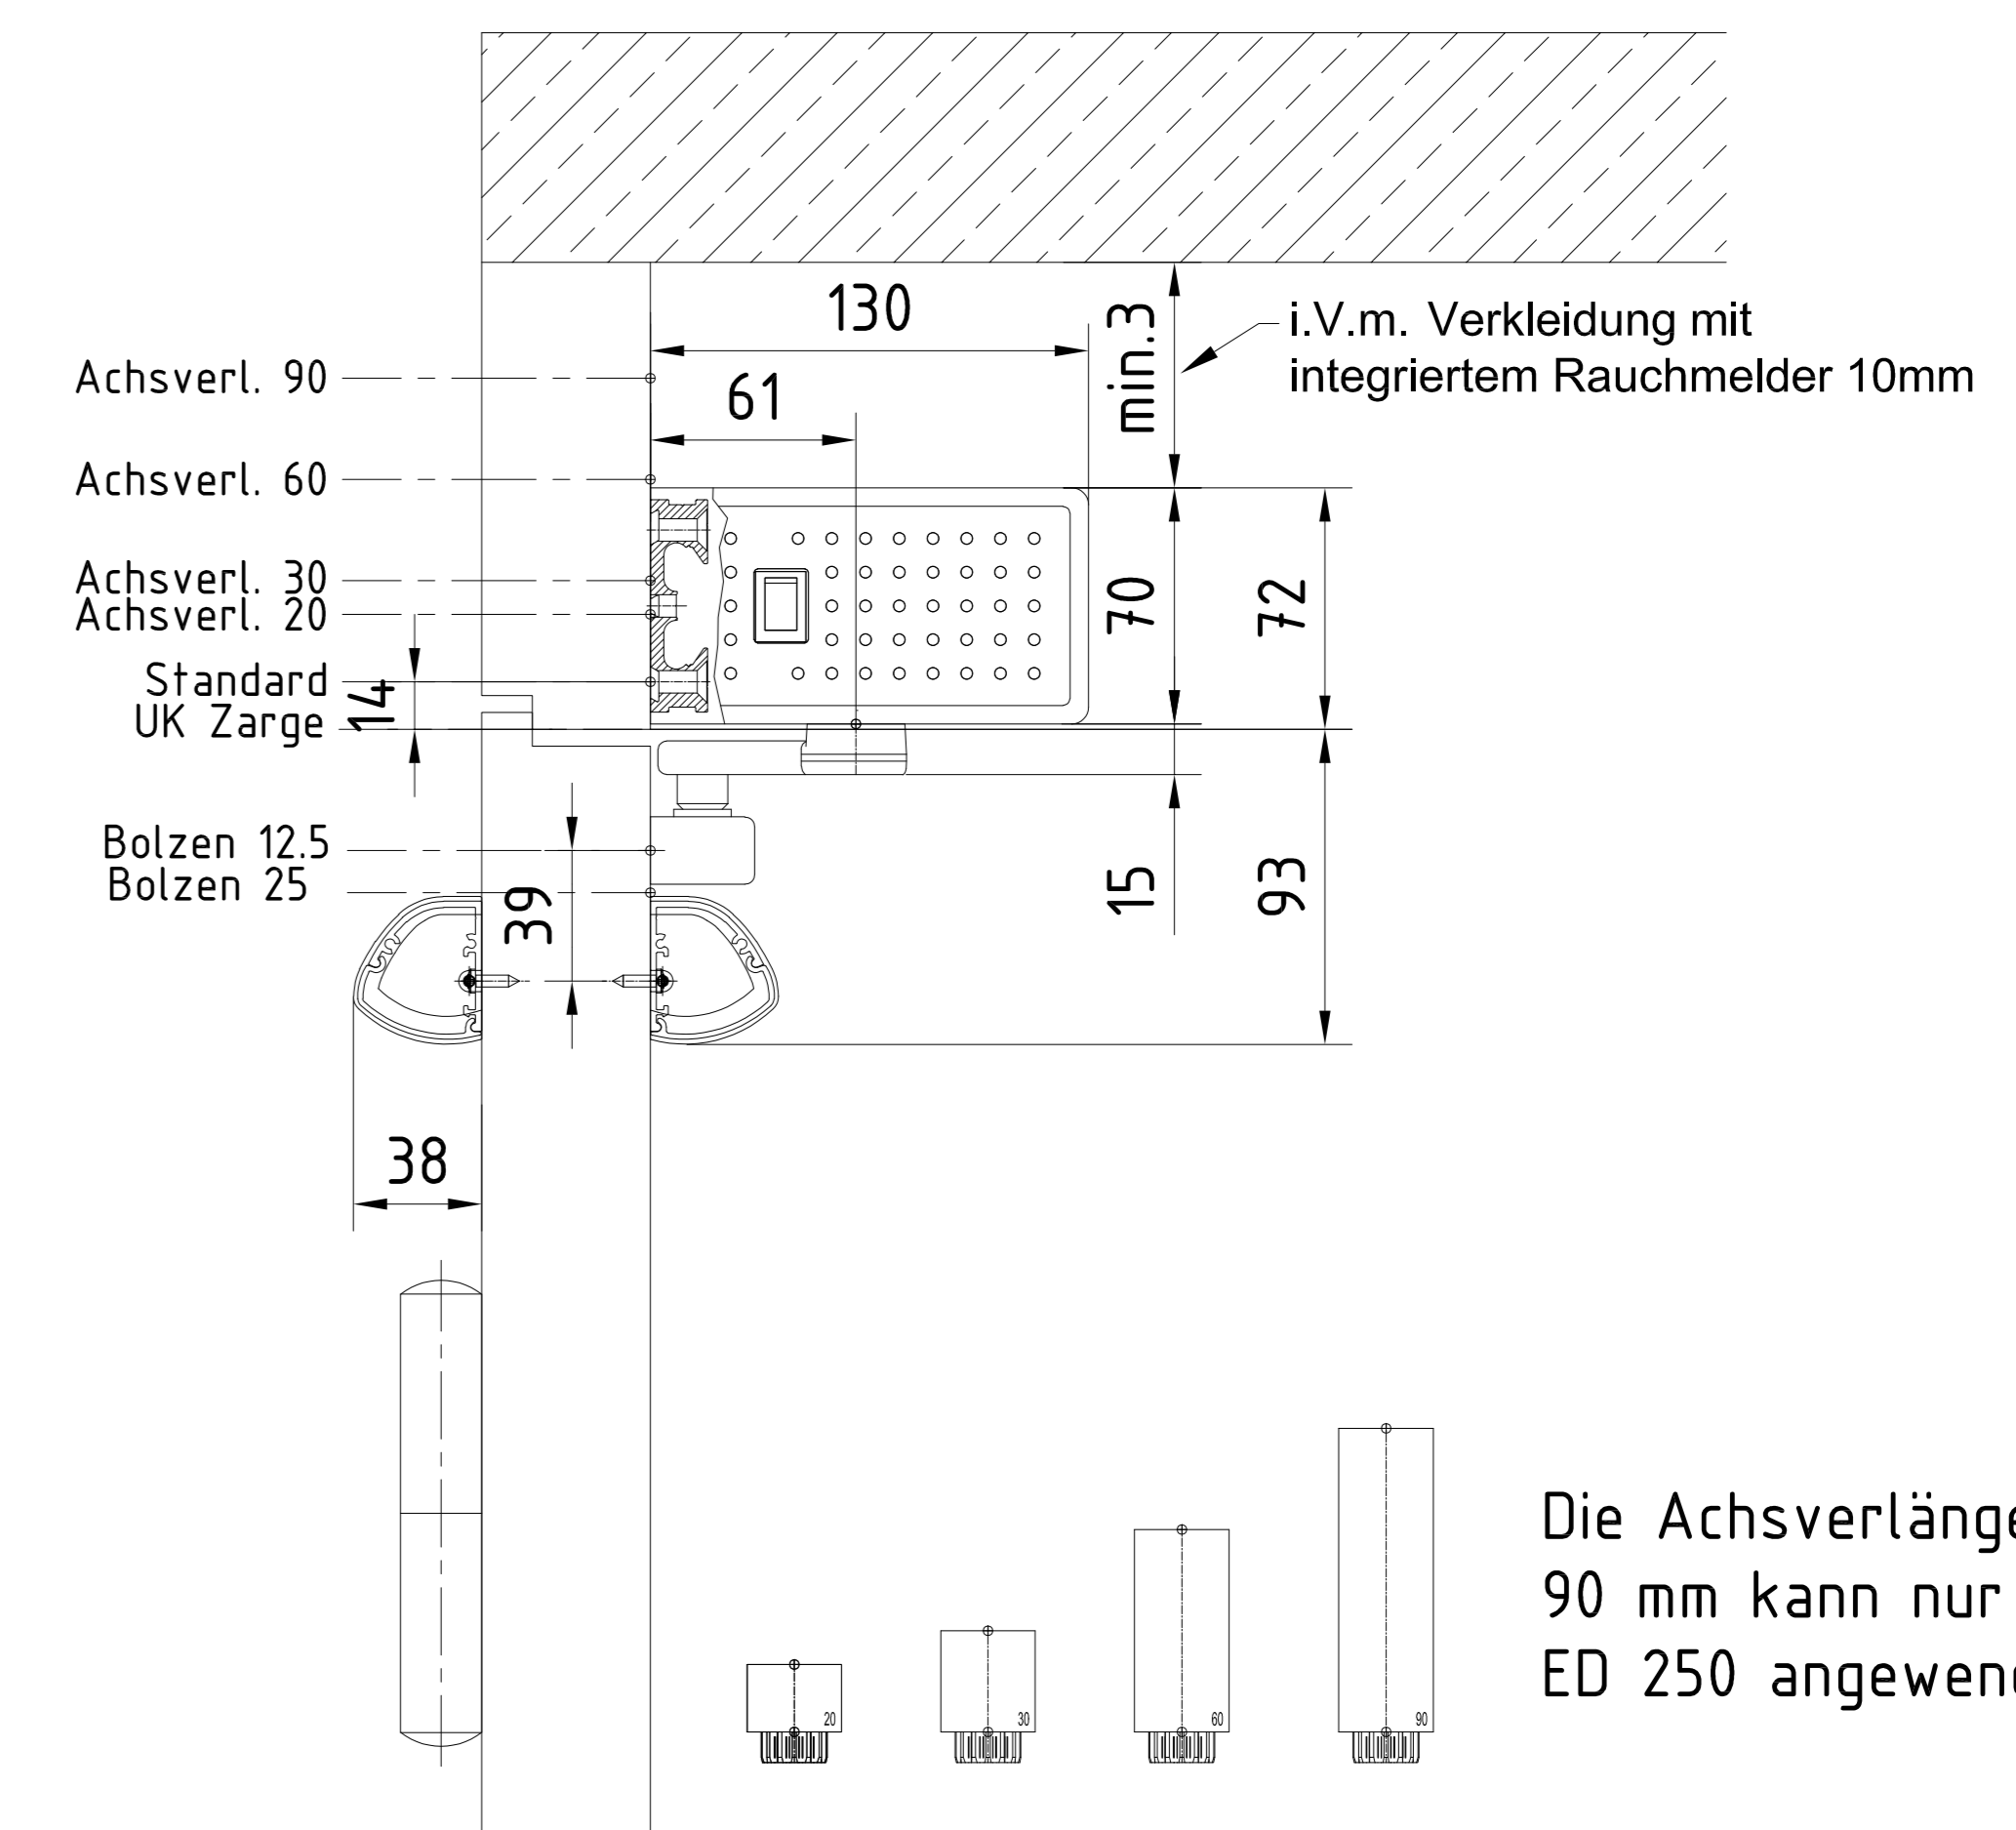 130
i.V.m. Verkleidung mit
integriertem Rauchmelder 10mm
min.3
Achsverl. 90
61
Achsverl. 60
Achsverl. 30
Achsverl. 20
70
72
Standard
14
UK Zarge
Bolzen 12.5
Bolzen 25
39
15
93
38
Die Achsverlänge
90 mm kann nur
ED 250 angewen
20
30
60
90